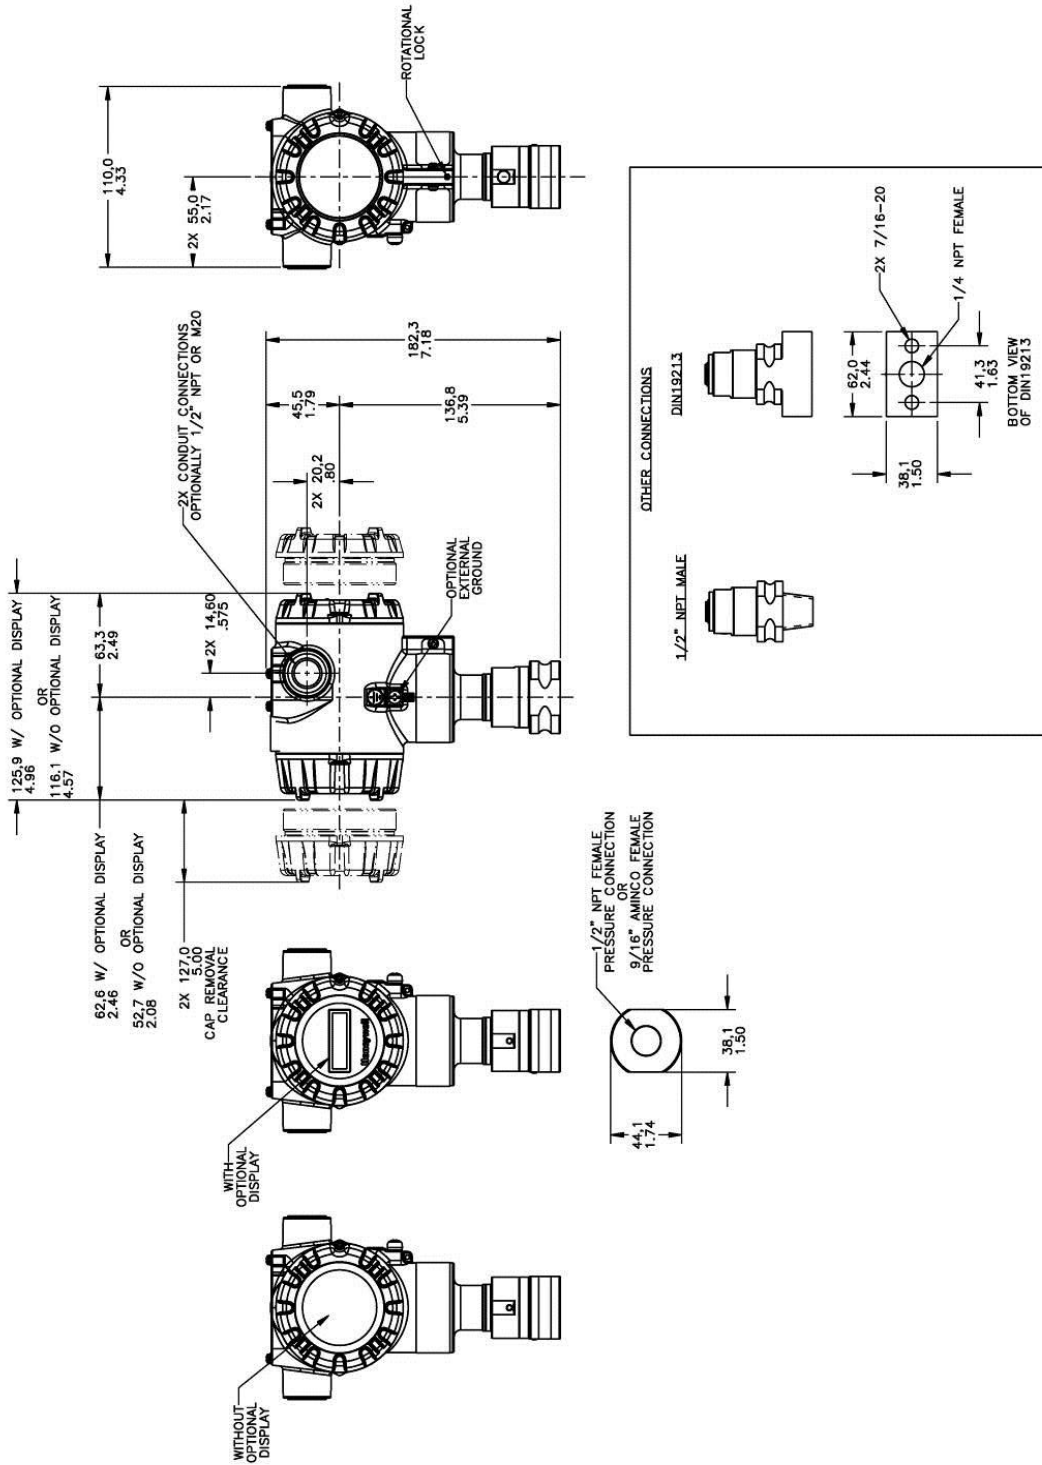 WITHOUT
OPTIONAL
DISPLAY
WITH
OPTIONAL
DISPLAY
Honeywell
62,6 W/ OPTIONAL DISPLAY
2.46
OR
52,7 W/O OPTIONAL DISPLAY
2.08
2X 127,0
5.00
CAP REMOVAL
CLEARANCE
125,9 W/ OPTIONAL DISPLAY
4.96
OR
116,1 W/O OPTIONAL DISPLAY
4.57
63,3
2.49
2X 14,60
.575
2X CONDUIT CONNECTIONS
OPTIONALLY 1/2" NPT OR M20
2X 20,2
.80
45,5
1.79
182,3
7.18
136,8
5.39
OPTIONAL
EXTERNAL
GROUND
110,0
4.33
2X 55,0
2.17
ROTATIONAL
LOCK
1/2" NPT FEMALE
PRESSURE CONNECTION
OR
9/16" AMINCO FEMALE
PRESSURE CONNECTION
44,1
1.74
38,1
1.50
OTHER CONNECTIONS
1/2" NPT MALE
DIN19213
62,0
2.44
2X 7/16-20
1/4 NPT FEMALE
38,1
1.50
41,3
1.63
BOTTOM VIEW
OF DIN19213